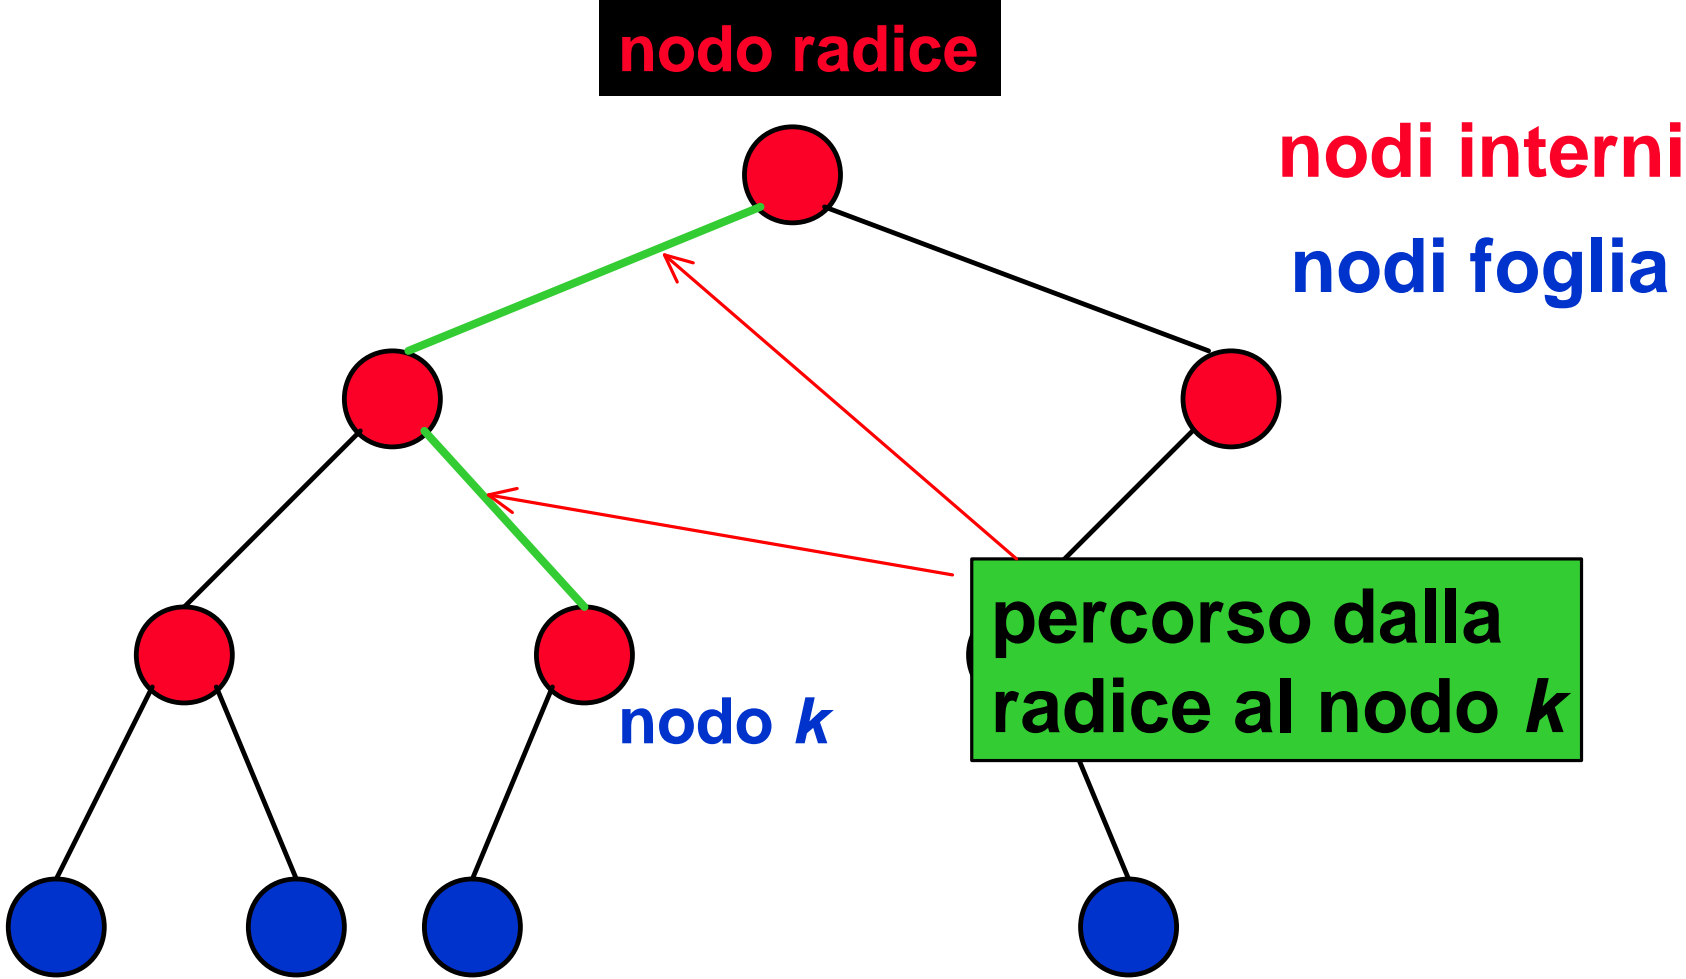 nodo radice
nodi interni
nodi foglia
percorso dalla
radice al nodo k
nodo k